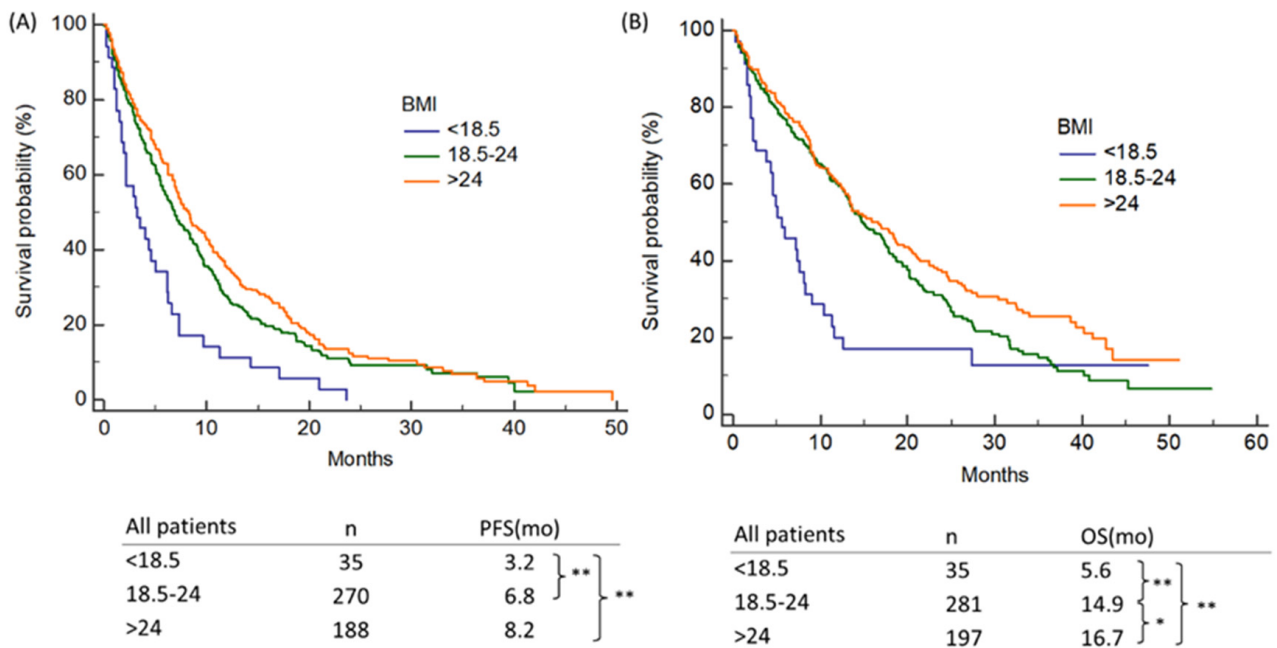 (A)
Survival probability (%)
100
80
60
40
20
0
0 10 20 30 40 50
Months
BMI
<18.5
18.5-24
>24
All patients n PFS(mo)
<18.5 35 3.2
**
18.5-24 270 6.8
**
>24 188 8.2
(B)
Survival probability (%)
100
80
60
40
20
0
0 10 20 30 40 50 60
Months
BMI
<18.5
18.5-24
>24
All patients n OS(mo)
<18.5 35 5.6
**
18.5-24 281 14.9
**
*
>24 197 16.7